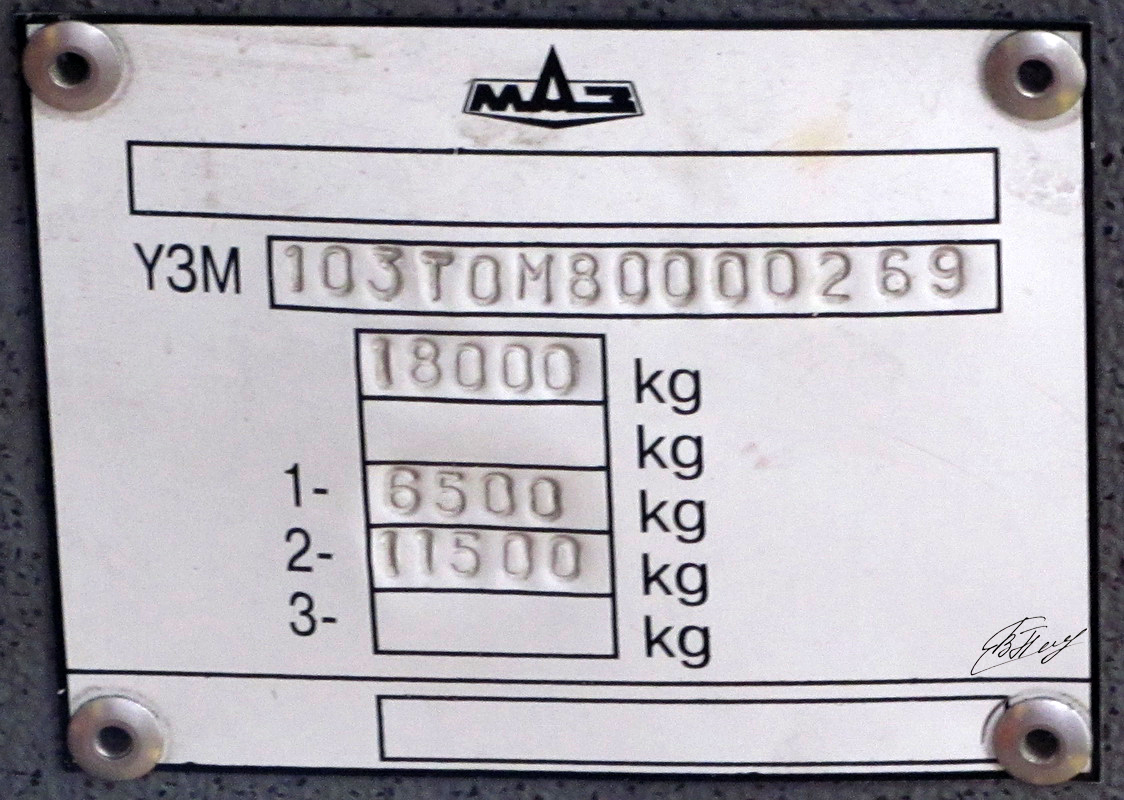 МАЗ
Y3M 103T0M80000269
18000 kg
kg
1- 6500 kg
2- 11500 kg
3- kg